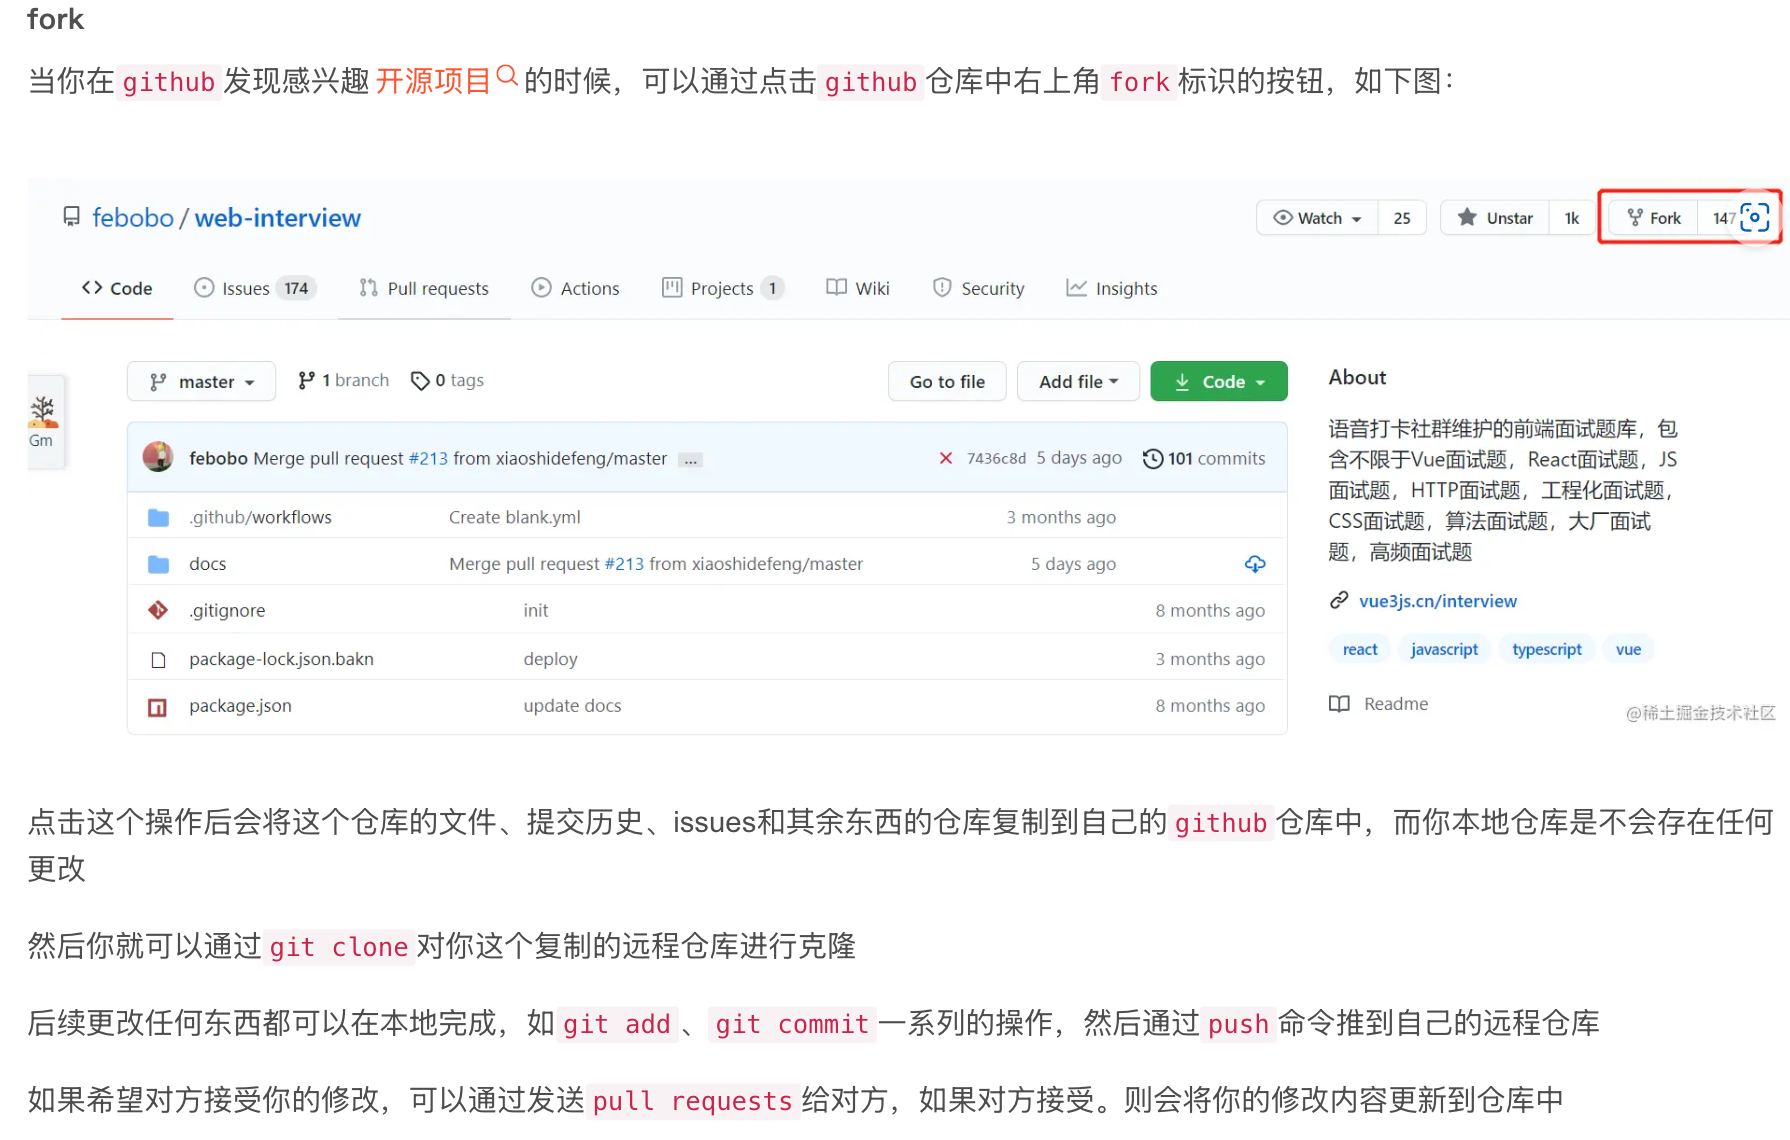 fork
当你在github发现感兴趣开源项目的时候，可以通过点击github仓库中右上角fork标识的按钮，如下图：
febobo / web-interview
Watch 25 Unstar 1k Fork 147
Code Issues 174 Pull requests Actions Projects 1 Wiki Security Insights
Gm
master 1 branch 0 tags Go to file Add file Code
febobo Merge pull request #213 from xiaoshidefeng/master ... 7436c8d 5 days ago 101 commits
.github/workflows Create blank.yml 3 months ago
docs Merge pull request #213 from xiaoshidefeng/master 5 days ago
.gitignore init 8 months ago
package-lock.json.bakn deploy 3 months ago
package.json update docs 8 months ago
About
语音打卡社群维护的前端面试题库，包
含不限于Vue面试题，React面试题，JS
面试题，HTTP面试题，工程化面试题，
CSS面试题，算法面试题，大厂面试
题，高频面试题
vue3js.cn/interview
react javascript typescript vue
Readme
@稀土掘金技术社区
点击这个操作后会将这个仓库的文件、提交历史、issues和其余东西的仓库复制到自己的github仓库中，而你本地仓库是不会存在任何
更改
然后你就可以通过git clone对你这个复制的远程仓库进行克隆
后续更改任何东西都可以在本地完成，如git add、git commit一系列的操作，然后通过push命令推到自己的远程仓库
如果希望对方接受你的修改，可以通过发送pull requests给对方，如果对方接受。则会将你的修改内容更新到仓库中